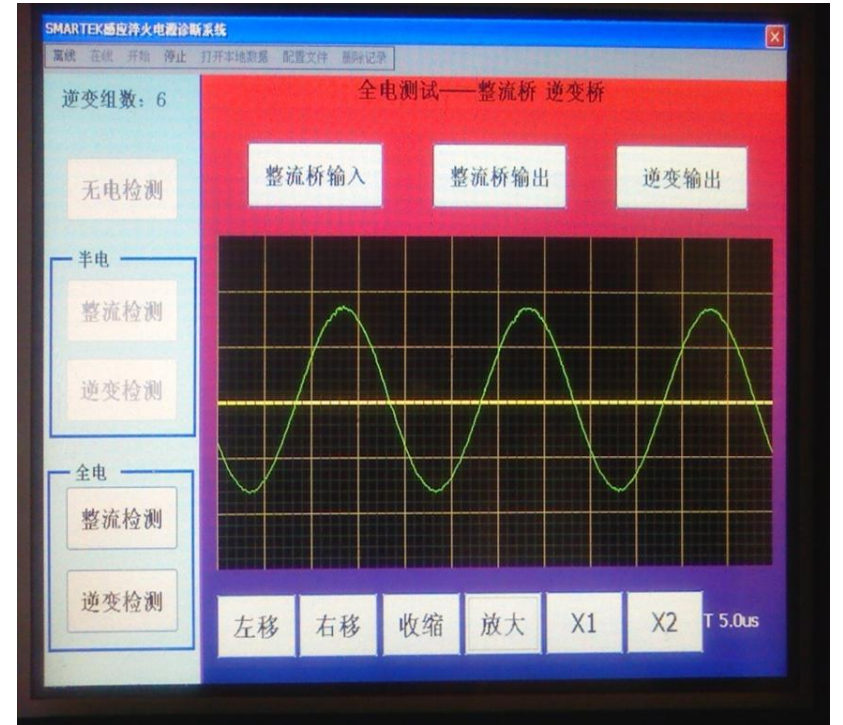 SMARTEK感应淬火电源诊断系统
离线 在线 开始 停止 打开本地数据 配置文件 删除记录
逆变组数：6
全电测试——整流桥 逆变桥
无电检测
整流桥输入 整流桥输出 逆变输出
半电
整流检测
逆变检测
全电
整流检测
逆变检测
左移 右移 收缩 放大 X1 X2 T 5.0us